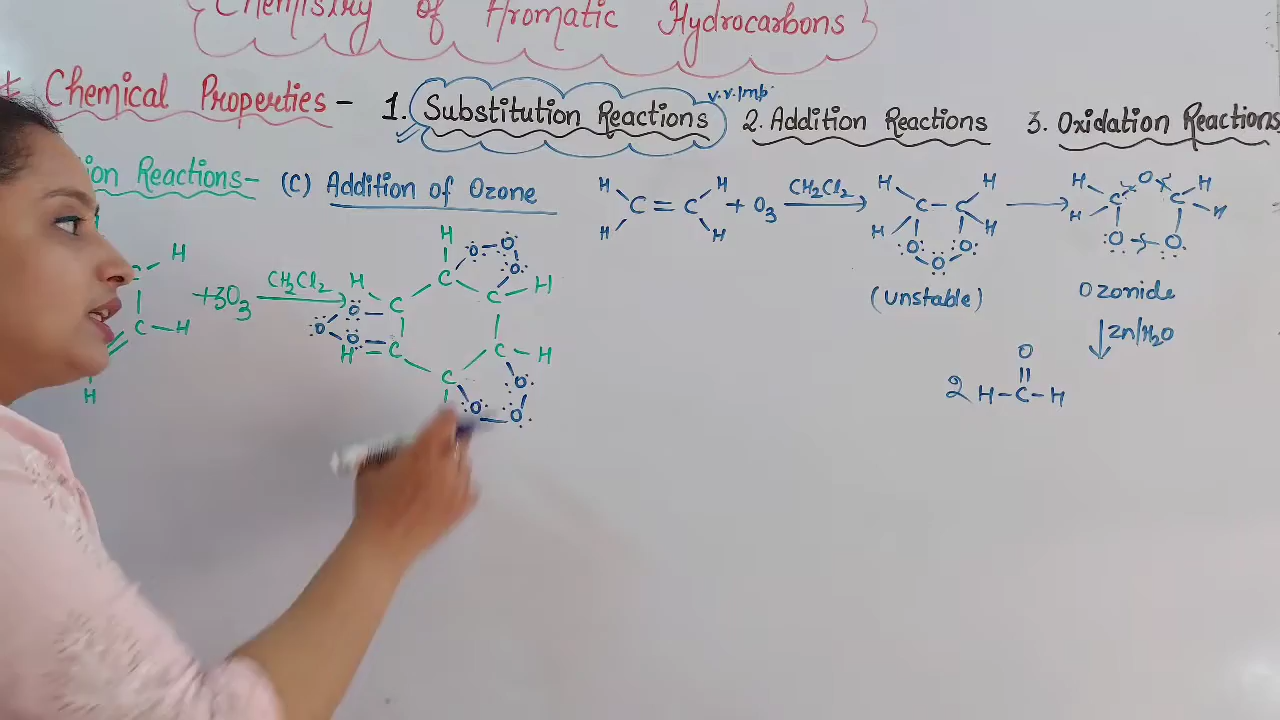 Chemistry of Aromatic Hydrocarbons
* Chemical Properties - 1. Substitution Reactions v.v.Imp. 2. Addition Reactions 3. Oxidation Reactions
ion Reactions- (C) Addition of Ozone
H H C = C H H + O3 CH2Cl2 H H C - C H H O O O H H C O C H H O O
(Unstable) Ozonide
Zn/H2O
2 H-C-H O
H C - H +3O3 CH2Cl2 H C O O O H C C H C C H C O O O H O O O